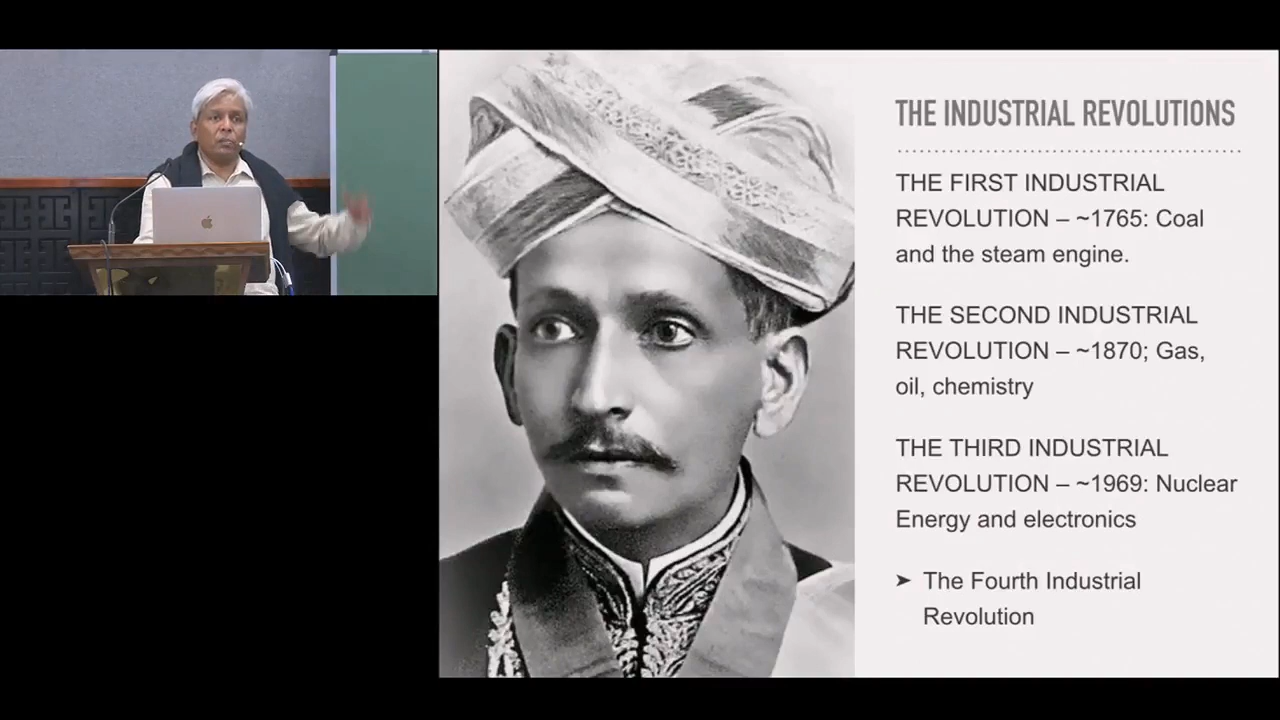 THE INDUSTRIAL REVOLUTIONS
THE FIRST INDUSTRIAL
REVOLUTION – ~1765: Coal
and the steam engine.
THE SECOND INDUSTRIAL
REVOLUTION – ~1870; Gas,
oil, chemistry
THE THIRD INDUSTRIAL
REVOLUTION – ~1969: Nuclear
Energy and electronics
➤ The Fourth Industrial
Revolution